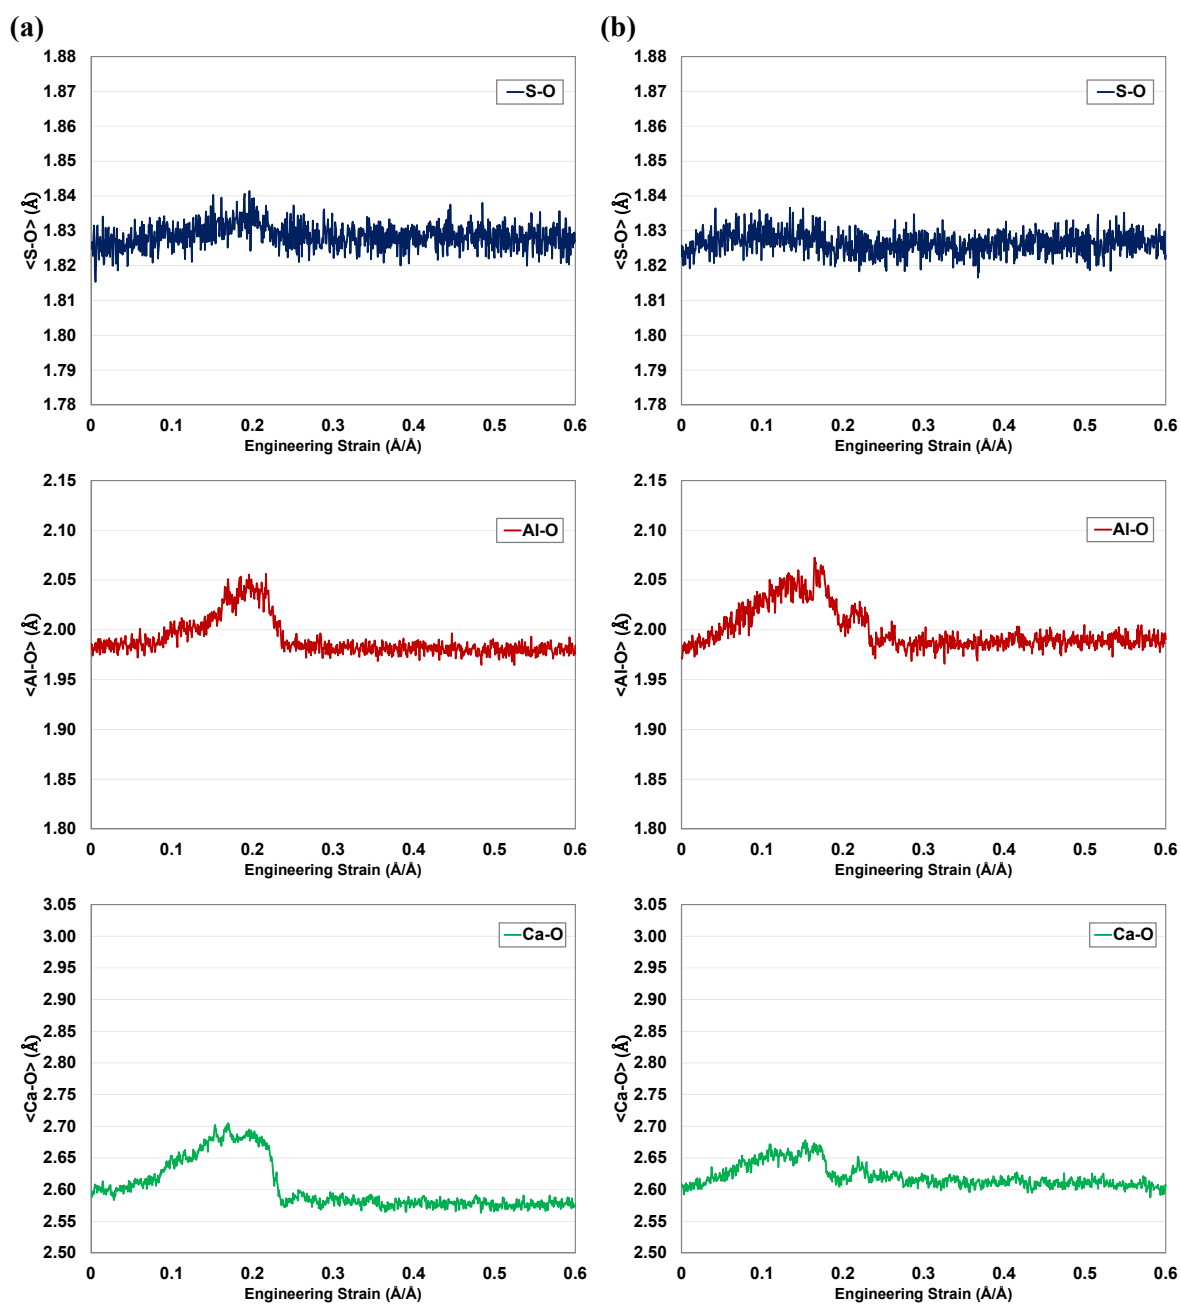 (a)
1.88
1.87
1.86
1.85
1.84
1.83
1.82
1.81
1.80
1.79
1.78
<S-O> (Å)
S-O
0 0.1 0.2 0.3 0.4 0.5 0.6
Engineering Strain (Å/Å)
(b)
1.88
1.87
1.86
1.85
1.84
1.83
1.82
1.81
1.80
1.79
1.78
<S-O> (Å)
S-O
0 0.1 0.2 0.3 0.4 0.5 0.6
Engineering Strain (Å/Å)
2.15
2.10
2.05
2.00
1.95
1.90
1.85
1.80
<Al-O> (Å)
Al-O
0 0.1 0.2 0.3 0.4 0.5 0.6
Engineering Strain (Å/Å)
2.15
2.10
2.05
2.00
1.95
1.90
1.85
1.80
<Al-O> (Å)
Al-O
0 0.1 0.2 0.3 0.4 0.5 0.6
Engineering Strain (Å/Å)
3.05
3.00
2.95
2.90
2.85
2.80
2.75
2.70
2.65
2.60
2.55
2.50
<Ca-O> (Å)
Ca-O
0 0.1 0.2 0.3 0.4 0.5 0.6
Engineering Strain (Å/Å)
3.05
3.00
2.95
2.90
2.85
2.80
2.75
2.70
2.65
2.60
2.55
2.50
<Ca-O> (Å)
Ca-O
0 0.1 0.2 0.3 0.4 0.5 0.6
Engineering Strain (Å/Å)